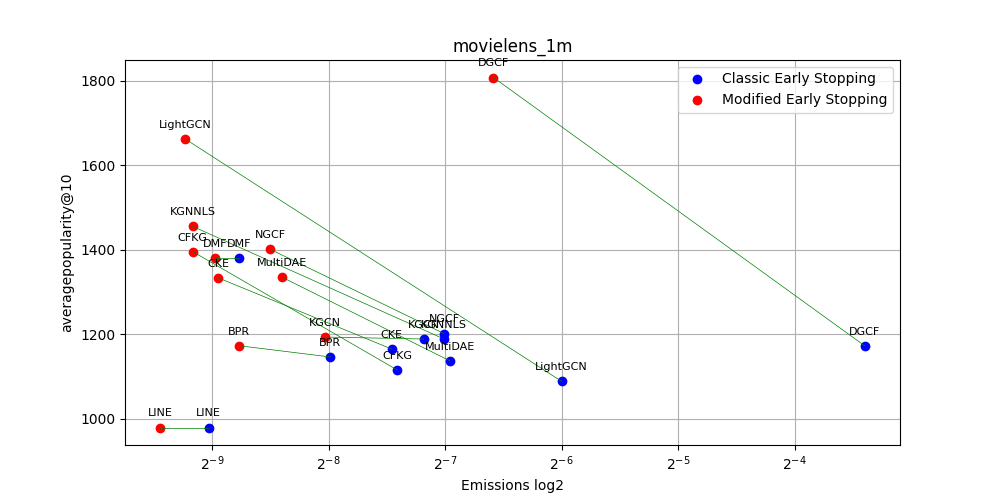 movielens_1m
DGCF
Classic Early Stopping
Modified Early Stopping
1800
LightGCN
1600
KGNNLS
CFKG
DMF
DMF
NGCF
1400
CKE
MultiDAE
averagepopularity@10
BPR
KGCN
BPR
CKE
KGCN
NGCF
KGNNLS
DGCF
1200
CFKG
MultiDAE
LightGCN
LINE
LINE
1000
2⁻⁹ 2⁻⁸ 2⁻⁷ 2⁻⁶ 2⁻⁵ 2⁻⁴
Emissions log2